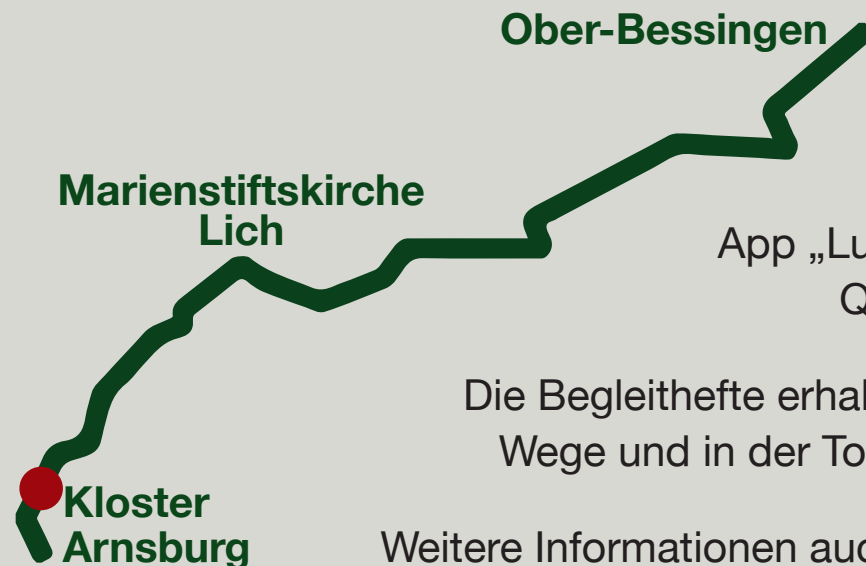 Ober-Bessingen
Marienstiftskirche
Lich
App „Lu
Q
Die Begleithefte erhal
Wege und in der To
Kloster
Arnsburg
Weitere Informationen auc